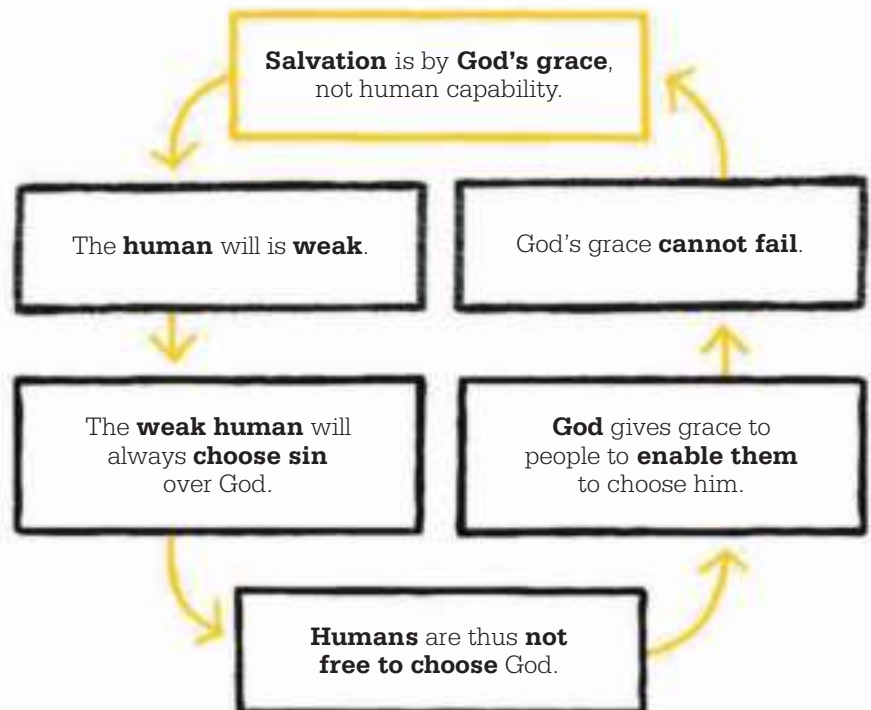 Salvation is by God's grace,
not human capability.
The human will is weak.
The weak human will
always choose sin
over God.
Humans are thus not
free to choose God.
God gives grace to
people to enable them
to choose him.
God's grace cannot fail.